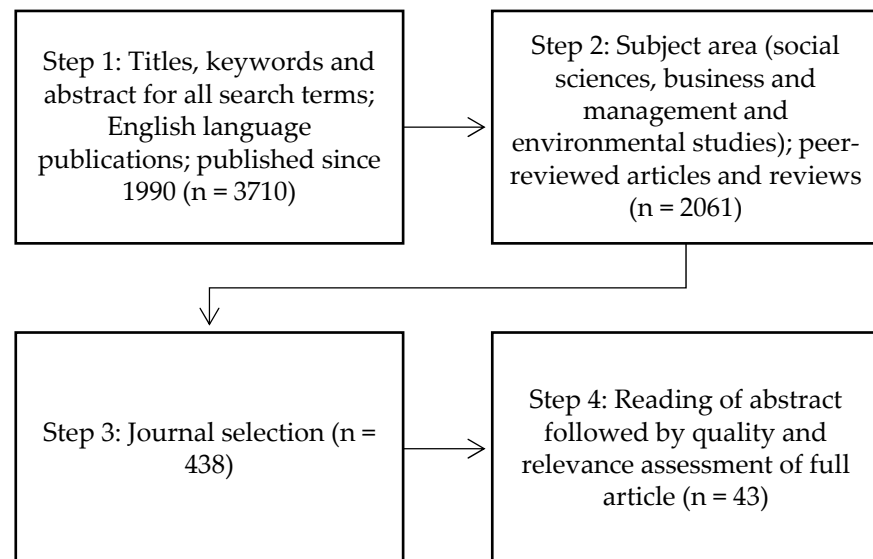 Step 1: Titles, keywords and
abstract for all search terms;
English language
publications; published since
1990 (n = 3710)
Step 2: Subject area (social
sciences, business and
management and
environmental studies); peer-
reviewed articles and reviews
(n = 2061)
Step 3: Journal selection (n =
438)
Step 4: Reading of abstract
followed by quality and
relevance assessment of full
article (n = 43)